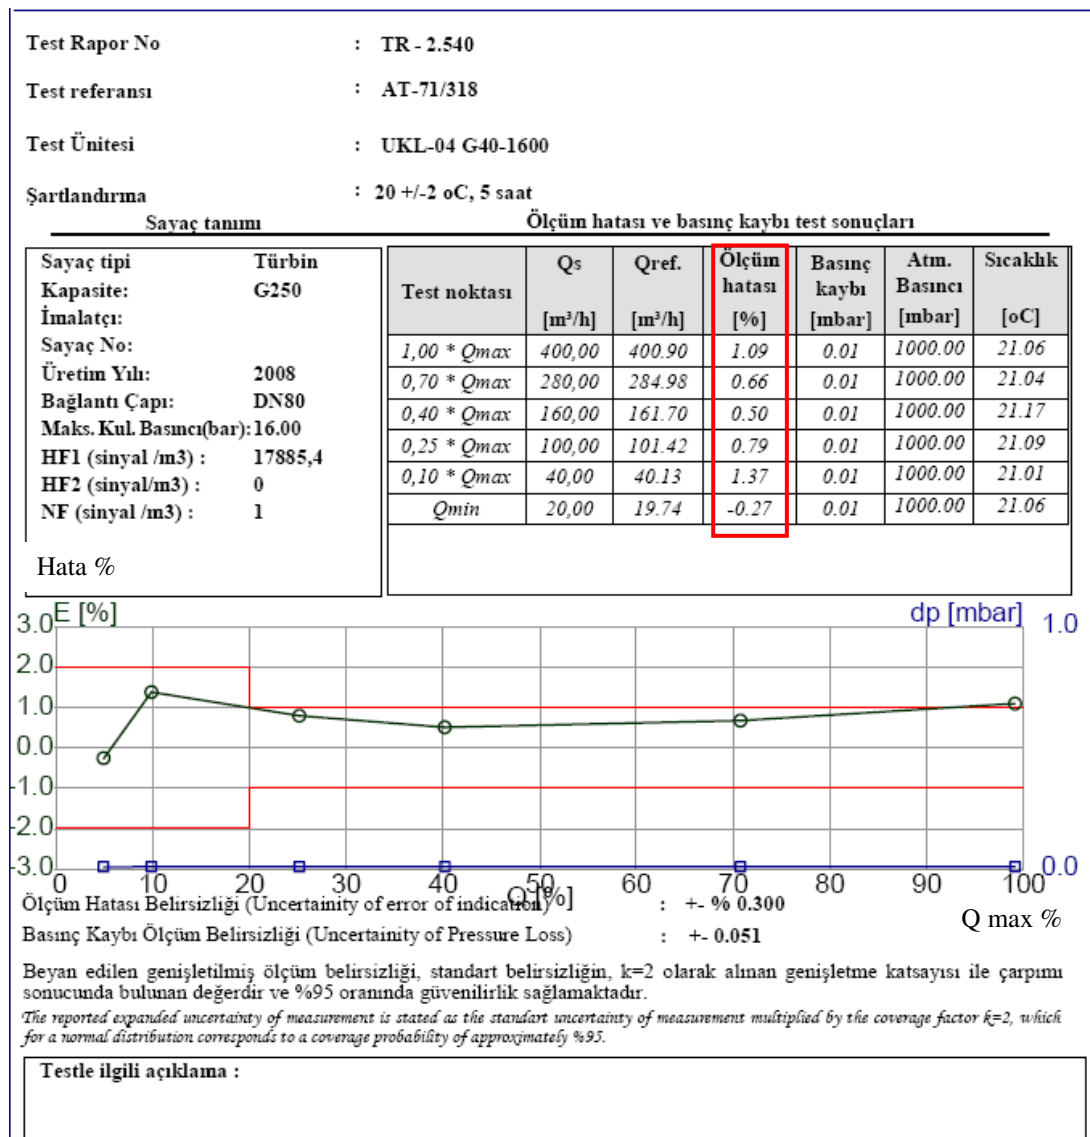 Test Rapor No : TR - 2.540
Test referansı : AT-71/318
Test Ünitesi : UKL-04 G40-1600
Şartlandırma : 20 +/-2 oC, 5 saat
Sayaç tanımı
Sayaç tipi Türbin
Kapasite: G250
İmalatçı:
Sayaç No:
Üretim Yılı: 2008
Bağlantı Çapı: DN80
Maks. Kul. Basıncı(bar): 16.00
HF1 (sinyal /m3) : 17885,4
HF2 (sinyal/m3) : 0
NF (sinyal /m3) : 1
Ölçüm hatası ve basınç kaybı test sonuçları
Test noktası Qs [m³/h] Qref. [m³/h] Ölçüm hatası [%] Basınç kaybı [mbar] Atm. Basıncı [mbar] Sıcaklık [oC]
1,00 * Qmax 400,00 400.90 1.09 0.01 1000.00 21.06
0,70 * Qmax 280,00 284.98 0.66 0.01 1000.00 21.04
0,40 * Qmax 160,00 161.70 0.50 0.01 1000.00 21.17
0,25 * Qmax 100,00 101.42 0.79 0.01 1000.00 21.09
0,10 * Qmax 40,00 40.13 1.37 0.01 1000.00 21.01
Qmin 20,00 19.74 -0.27 0.01 1000.00 21.06
Hata %
E [%] dp [mbar]
3.0 1.0
2.0
1.0
0.0
-1.0
-2.0
-3.0 0.0
0 10 20 30 40 50 60 70 80 90 100
Q [%]
Q max %
Ölçüm Hatası Belirsizliği (Uncertainity of error of indication) : +- % 0.300
Basınç Kaybı Ölçüm Belirsizliği (Uncertainity of Pressure Loss) : +- 0.051
Beyan edilen genişletilmiş ölçüm belirsizliği, standart belirsizliğin, k=2 olarak alınan genişletme katsayısı ile çarpımı
sonucunda bulunan değerdir ve %95 oranında güvenilirlik sağlamaktadır.
The reported expanded uncertainty of measurement is stated as the standart uncertainty of measurement multiplied by the coverage factor k=2, which
for a normal distribution corresponds to a coverage probability of approximately %95.
Testle ilgili açıklama :